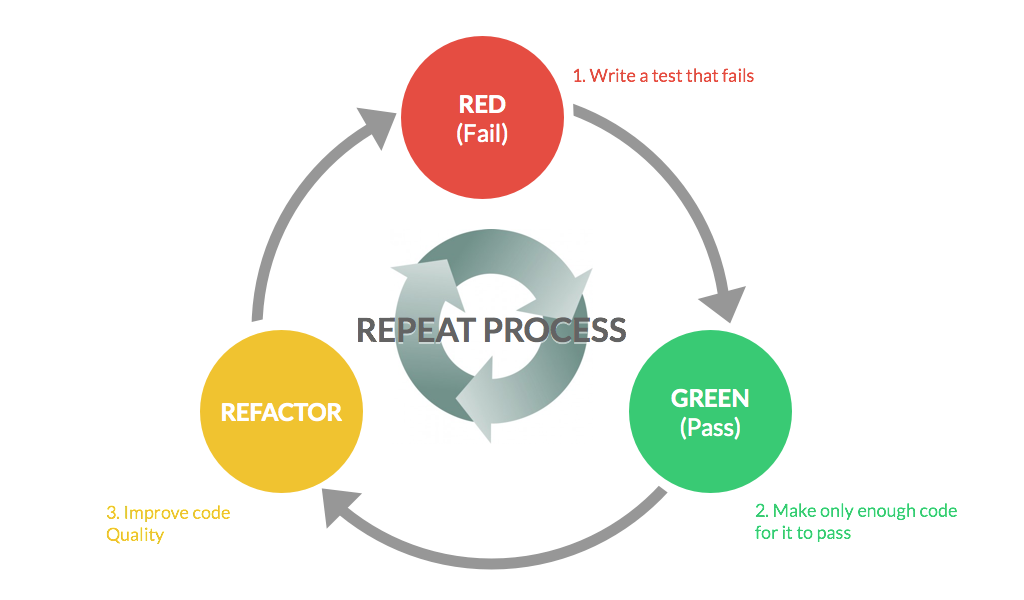 RED
(Fail)
1. Write a test that fails
REPEAT PROCESS
REFACTOR
GREEN
(Pass)
3. Improve code
Quality
2. Make only enough code
for it to pass